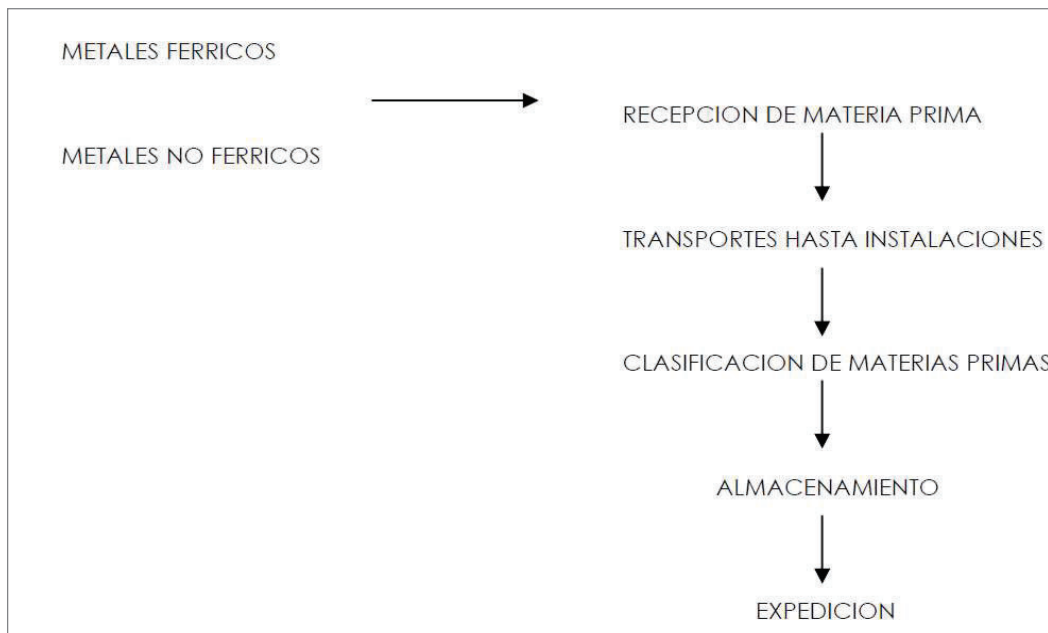 METALES FERRICOS
METALES NO FERRICOS
RECEPCION DE MATERIA PRIMA
TRANSPORTES HASTA INSTALACIONES
CLASIFICACION DE MATERIAS PRIMAS
ALMACENAMIENTO
EXPEDICION